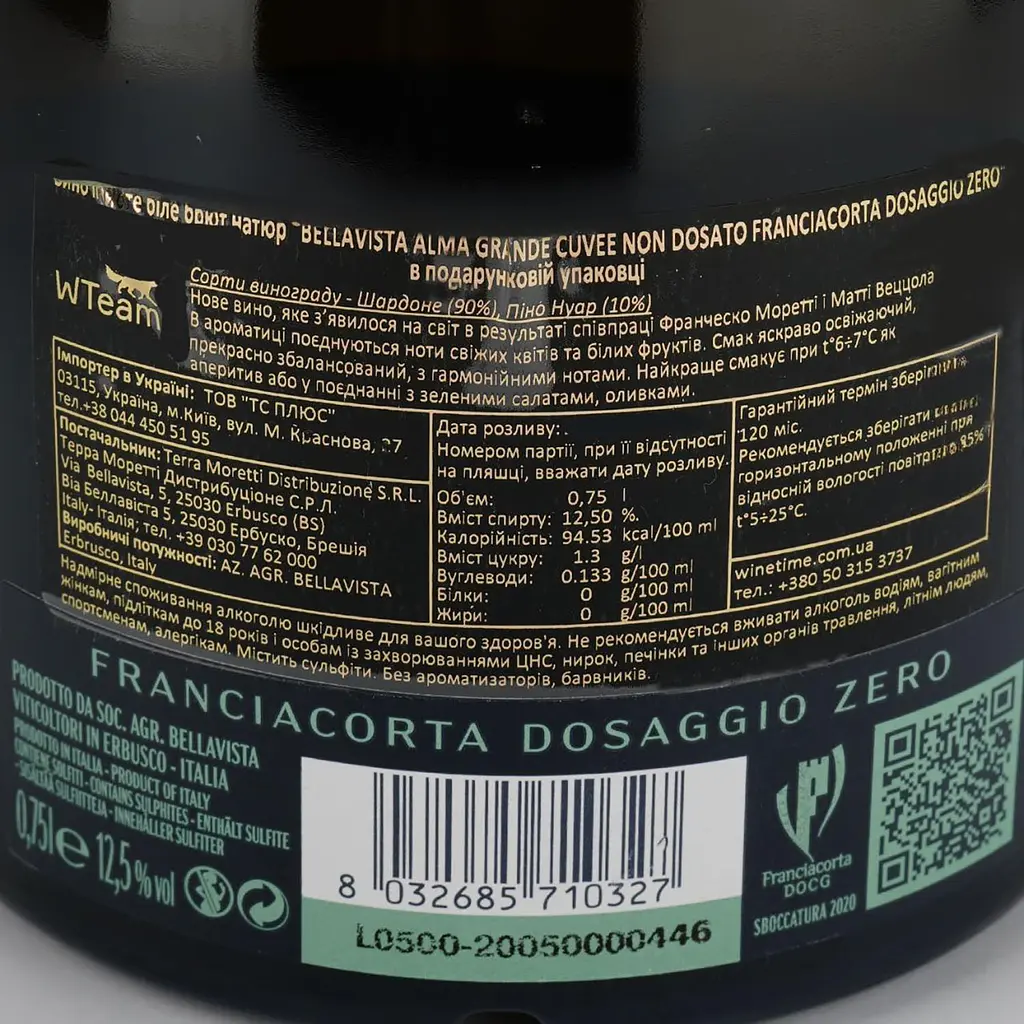 біле брют натюр "BELLAVISTA ALMA GRANDE CUVEE NON DOSATO FRANCIACORTA DOSAGGIO ZERO"
в подарунковій упаковці
WTeam
Сорти винограду - Шардоне (90%), Піно Нуар (10%)
Нове вино, яке з'явилося на світ в результаті співпраці Франческо Моретті і Матті Веццола
В ароматиці поєднуються ноти свіжих квітів та білих фруктів. Смак яскраво освіжаючий,
прекрасно збалансований, з гармонійними нотами. Найкраще смакує при t°6÷7°С як
аперитив або у поєднанні з зеленими салатами, оливками.
Імпортер в Україні: ТОВ "ТС ПЛЮС"
03115, Україна, м.Київ, вул. М. Краснова, 27
тел.+38 044 450 51 95
Постачальник: Terra Moretti Distribuzione S.R.L.
Терра Моретті Дистрибуціоне С.Р.Л.
Via Bellavista, 5, 25030 Erbusco (BS)
Віа Беллавіста 5, 25030 Ербуско, Брешія
Italy- Італія; тел. +39 030 77 62 000
Виробничі потужності: AZ. AGR. BELLAVISTA
Erbusco, Italy
Дата розливу:.
Номером партії, при її відсутності
на пляшці, вважати дату розливу.
Об'єм: 0,75 l
Вміст спирту: 12,50 %.
Калорійність: 94.53 kcal/100 ml
Вміст цукру: 1.3 g/l
Вуглеводи: 0.133 g/100 ml
Білки: 0 g/100 ml
Жири: 0 g/100 ml
Гарантійний термін зберігання
120 міс.
Рекомендується зберігати
горизонтальному положенні при
відносній вологості повітря 85%
t°5÷25°С.
winetime.com.ua
тел.: +380 50 315 3737
Надмірне споживання алкоголю шкідливе для вашого здоров'я. Не рекомендується вживати алкоголь водіям, вагітним
жінкам, підліткам до 18 років і особам із захворюваннями ЦНС, нирок, печінки та інших органів травлення, літнім людям,
спортсменам, алергікам. Містить сульфіти. Без ароматизаторів, барвників.
FRANCIACORTA DOSAGGIO ZERO
PRODOTTO DA SOC. AGR. BELLAVISTA
VITICOLTORI IN ERBUSCO - ITALIA
PRODOTTO IN ITALIA - PRODUCT OF ITALY
CONTIENE SOLFITI - CONTAINS SULPHITES - ENTHÄLT SULFITE
SISÄLTÄÄ SULFIITTEJA - INNEHÅLLER SULFITER
0,75l e 12,5% vol
8 032685 710327
L0500-20050000446
Franciacorta
DOCG
SBOCCATURA 2020